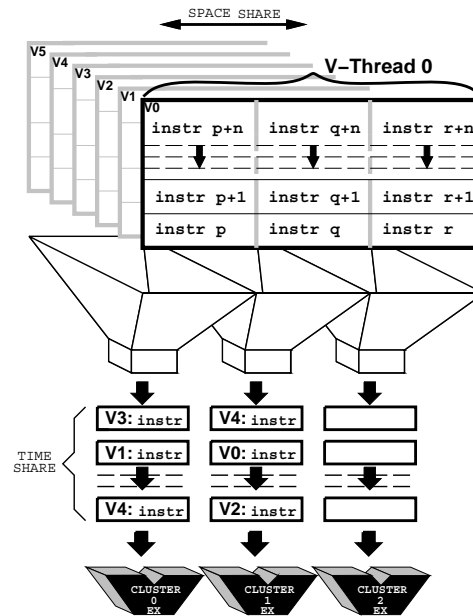 SPACE SHARE
V5
V4
V3
V2
V1
V0
V–Thread 0
instr p+n instr q+n instr r+n
instr p+1 instr q+1 instr r+1
instr p instr q instr r
TIME
SHARE
V3: instr V4: instr
V1: instr V0: instr
V4: instr V2: instr
CLUSTER
0
EX
CLUSTER
1
EX
CLUSTER
2
EX